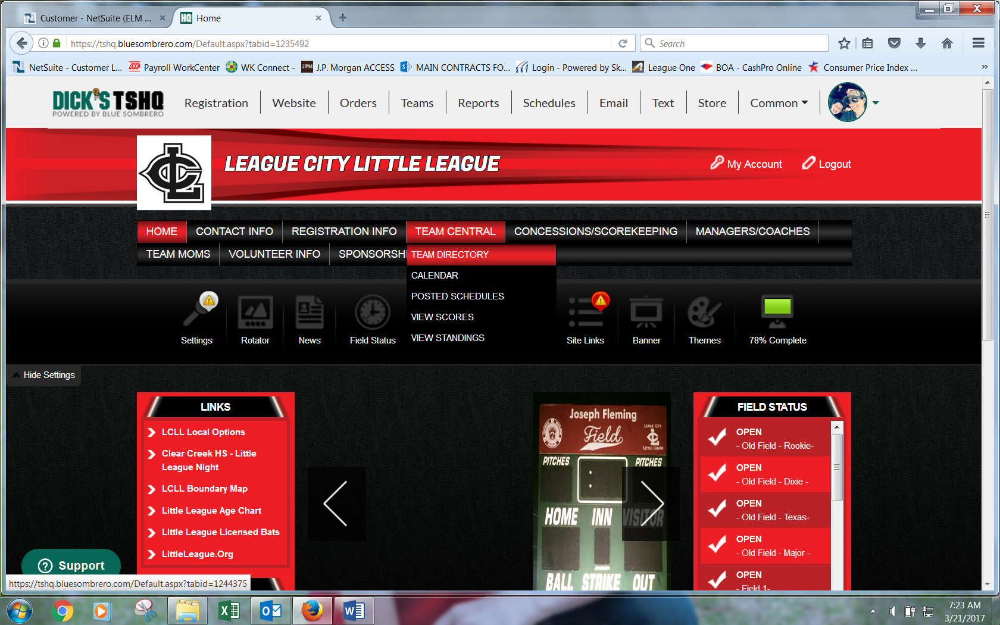 Customer - NetSuite (ELM ...
HQ Home
https://tshq.bluesombrero.com/Default.aspx?tabid=1235492
Search
NetSuite - Customer L...
ADP Payroll WorkCenter
WK Connect -
JPM J.P. Morgan ACCESS
MAIN CONTRACTS FO...
SKY Login - Powered by Sk...
League One
BOA - CashPro Online
Consumer Price Index ...
DICK'S TSHQ
POWERED BY BLUE SOMBRERO
Registration
Website
Orders
Teams
Reports
Schedules
Email
Text
Store
Common
LEAGUE CITY LITTLE LEAGUE
My Account
Logout
HOME
CONTACT INFO
REGISTRATION INFO
TEAM CENTRAL
CONCESSIONS/SCOREKEEPING
MANAGERS/COACHES
TEAM MOMS
VOLUNTEER INFO
SPONSORSHI
TEAM DIRECTORY
CALENDAR
POSTED SCHEDULES
VIEW SCORES
VIEW STANDINGS
Settings
Rotator
News
Field Status
Site Links
Banner
Themes
78% Complete
Hide Settings
LINKS
LCLL Local Options
Clear Creek HS - Little
League Night
LCLL Boundary Map
Little League Age Chart
Little League Licensed Bats
LittleLeague.Org
Joseph Fleming
Field
LEAGUE CITY
LITTLE LEAGUE
PITCHES
PITCHES
HOME INN VISITOR
BALL STRIKE OUT
FIELD STATUS
OPEN
- Old Field - Rookie-
OPEN
- Old Field - Dixie -
OPEN
- Old Field - Texas-
OPEN
- Old Field - Major -
OPEN
- Field 1-
Support
https://tshq.bluesombrero.com/Default.aspx?tabid=1244375
7:23 AM
3/21/2017